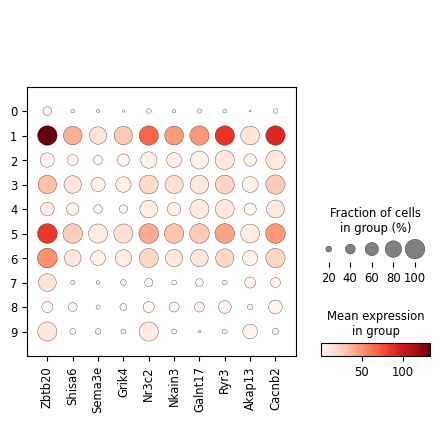 0
1
2
3
4
5
6
7
8
9
Zbtb20
Shisa6
Sema3e
Grik4
Nr3c2
Nkain3
Galnt17
Ryr3
Akap13
Cacnb2
Fraction of cells
in group (%)
20 40 60 80 100
Mean expression
in group
50 100